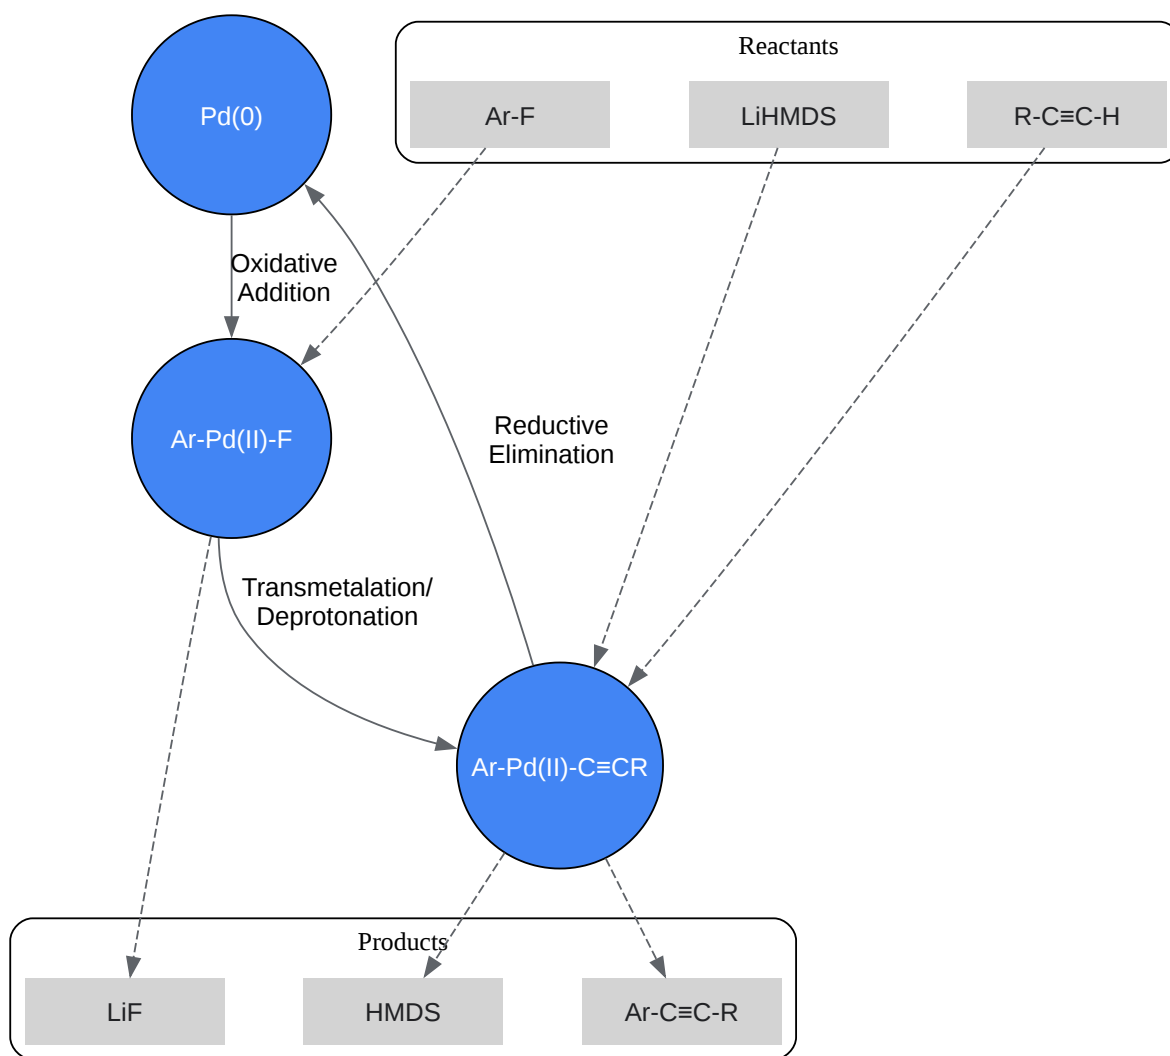 Reactants
Pd(0)
Ar-F
LiHMDS
R-C≡C-H
Oxidative
Addition
Ar-Pd(II)-F
Reductive
Elimination
Transmetalation/
Deprotonation
Ar-Pd(II)-C≡CR
Products
LiF
HMDS
Ar-C≡C-R